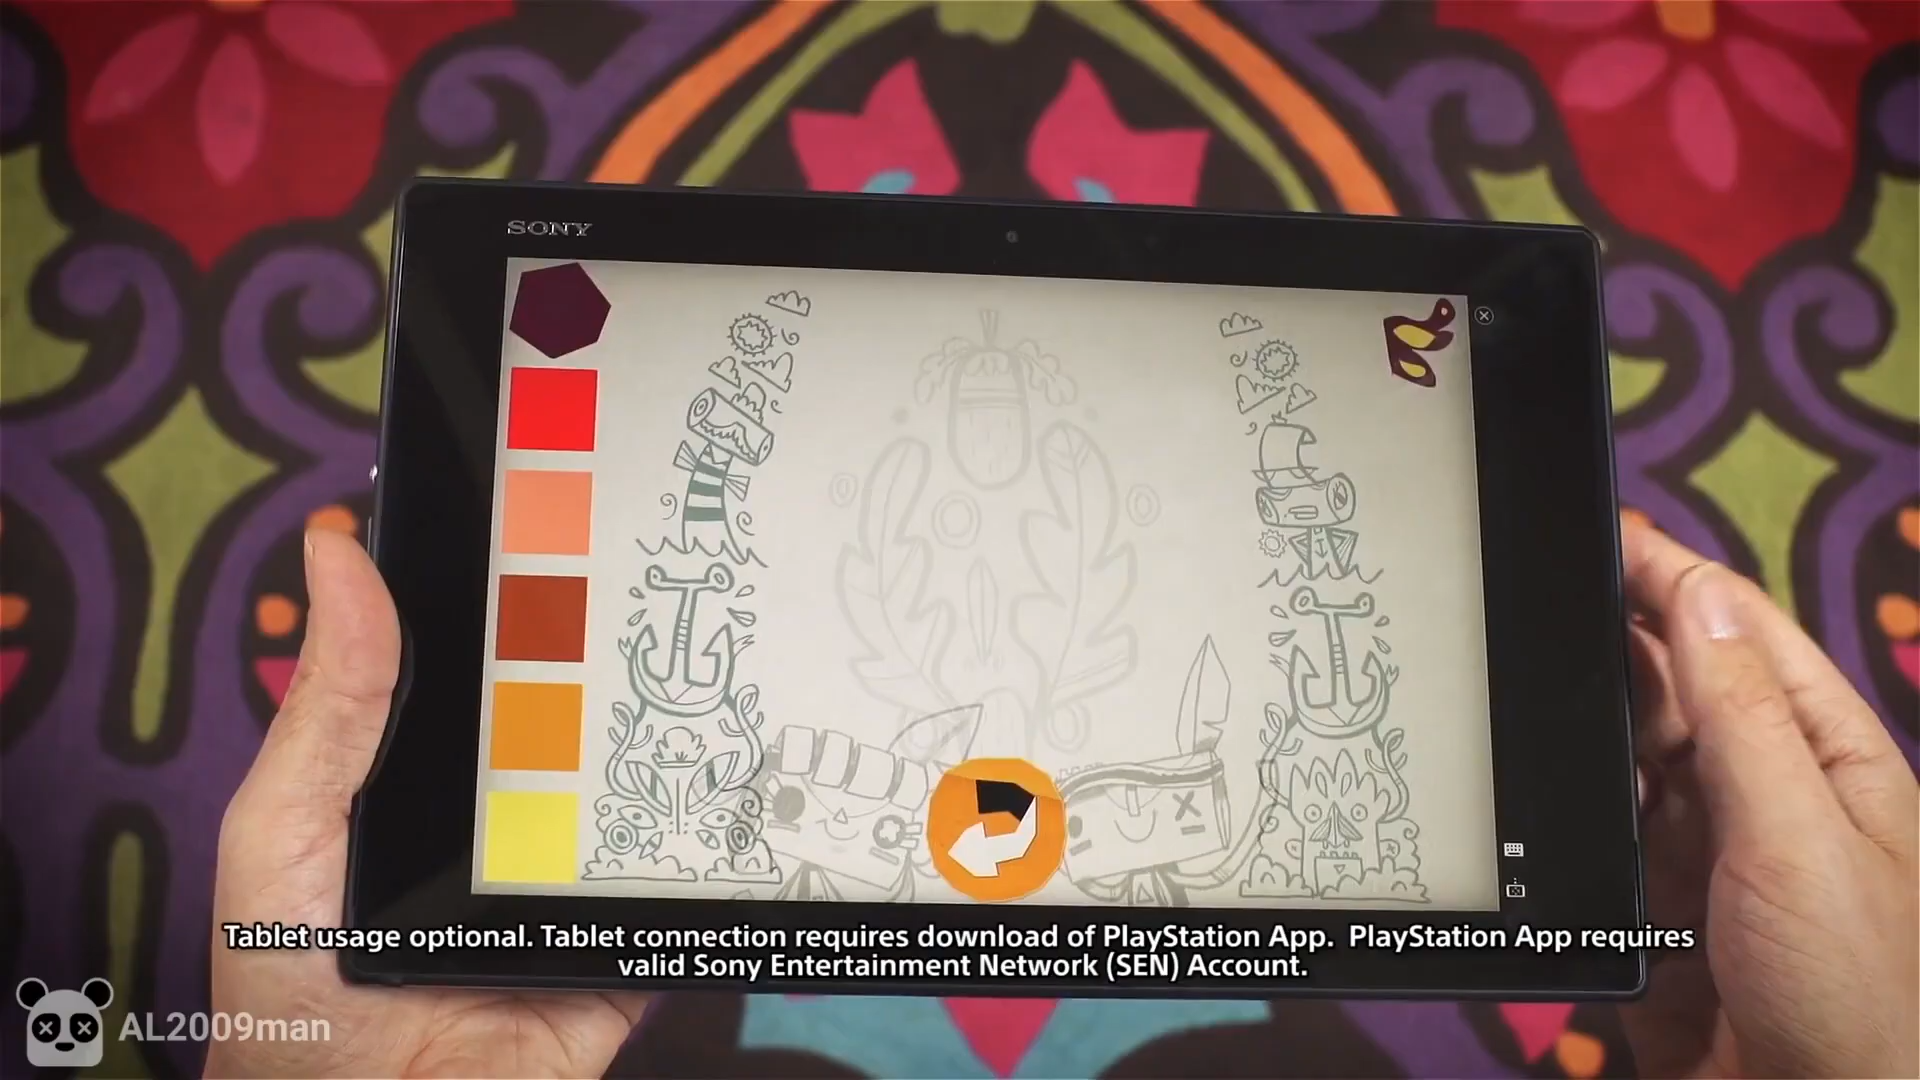 SONY
Tablet usage optional. Tablet connection requires download of PlayStation App.  PlayStation App requires
valid Sony Entertainment Network (SEN) Account.
AL2009man